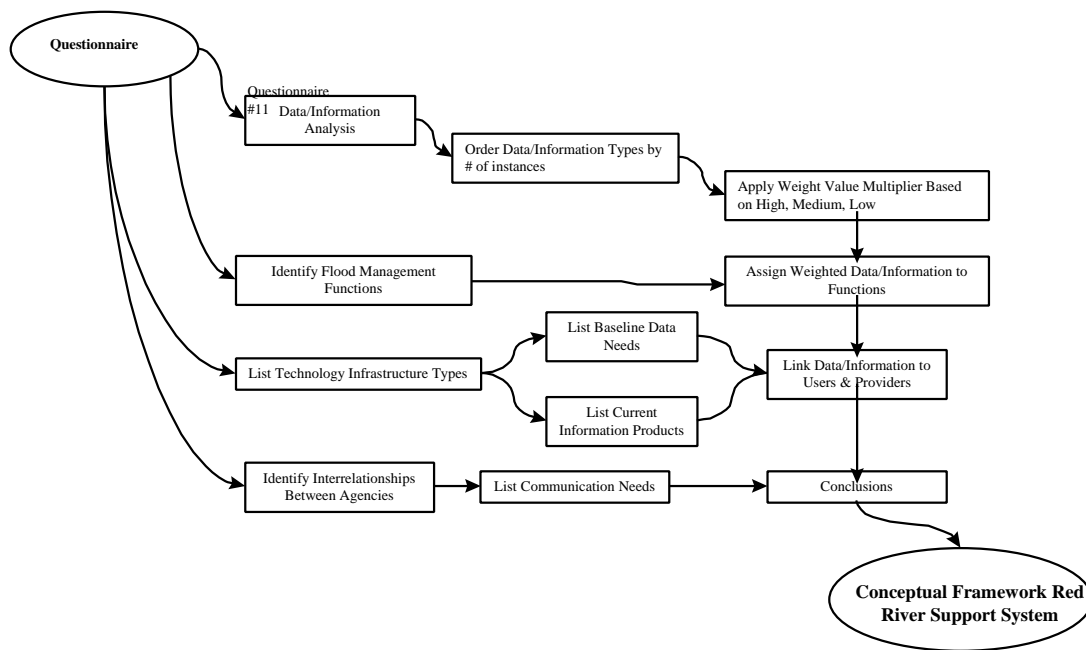 Questionnaire
Questionnaire
#11
Data/Information
Analysis
Order Data/Information Types by
# of instances
Apply Weight Value Multiplier Based
on High, Medium, Low
Identify Flood Management
Functions
Assign Weighted Data/Information to
Functions
List Baseline Data
Needs
List Technology Infrastructure Types
Link Data/Information to
Users & Providers
List Current
Information Products
Identify Interrelationships
Between Agencies
List Communication Needs
Conclusions
Conceptual Framework Red
River Support System